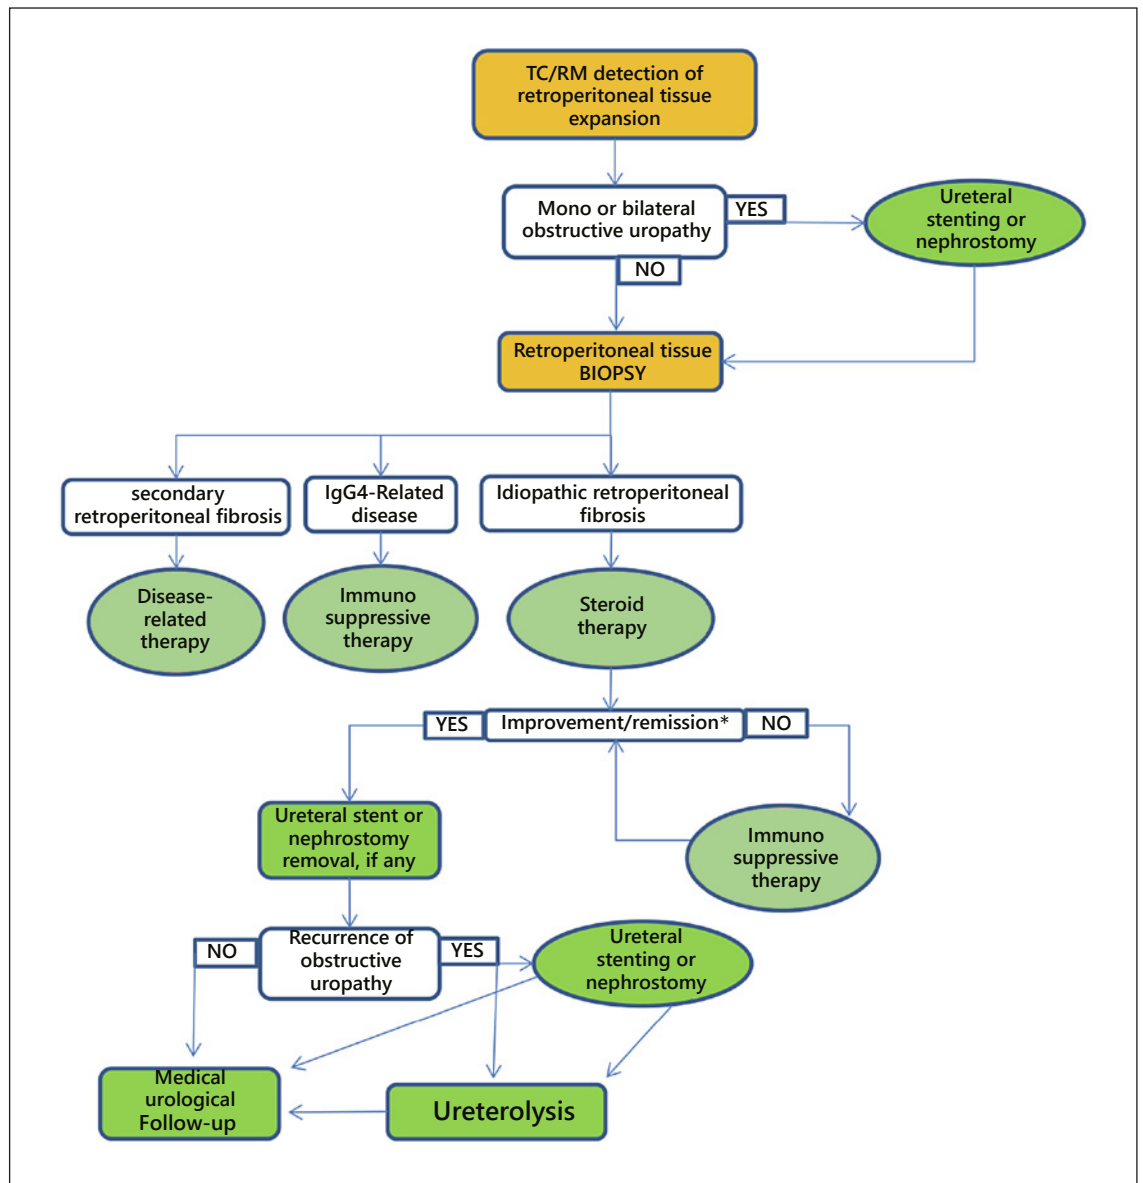 TC/RM detection of
retroperitoneal tissue
expansion
Mono or bilateral
obstructive uropathy
YES
Ureteral
stenting or
nephrostomy
NO
Retroperitoneal tissue
BIOPSY
secondary
retroperitoneal fibrosis
IgG4-Related
disease
Idiopathic retroperitoneal
fibrosis
Disease-
related
therapy
Immuno
suppressive
therapy
Steroid
therapy
YES
Improvement/remission*
NO
Ureteral stent or
nephrostomy
removal, if any
Immuno
suppressive
therapy
NO
Recurrence of
obstructive
uropathy
YES
Ureteral
stenting or
nephrostomy
Medical
urological
Follow-up
Ureterolysis